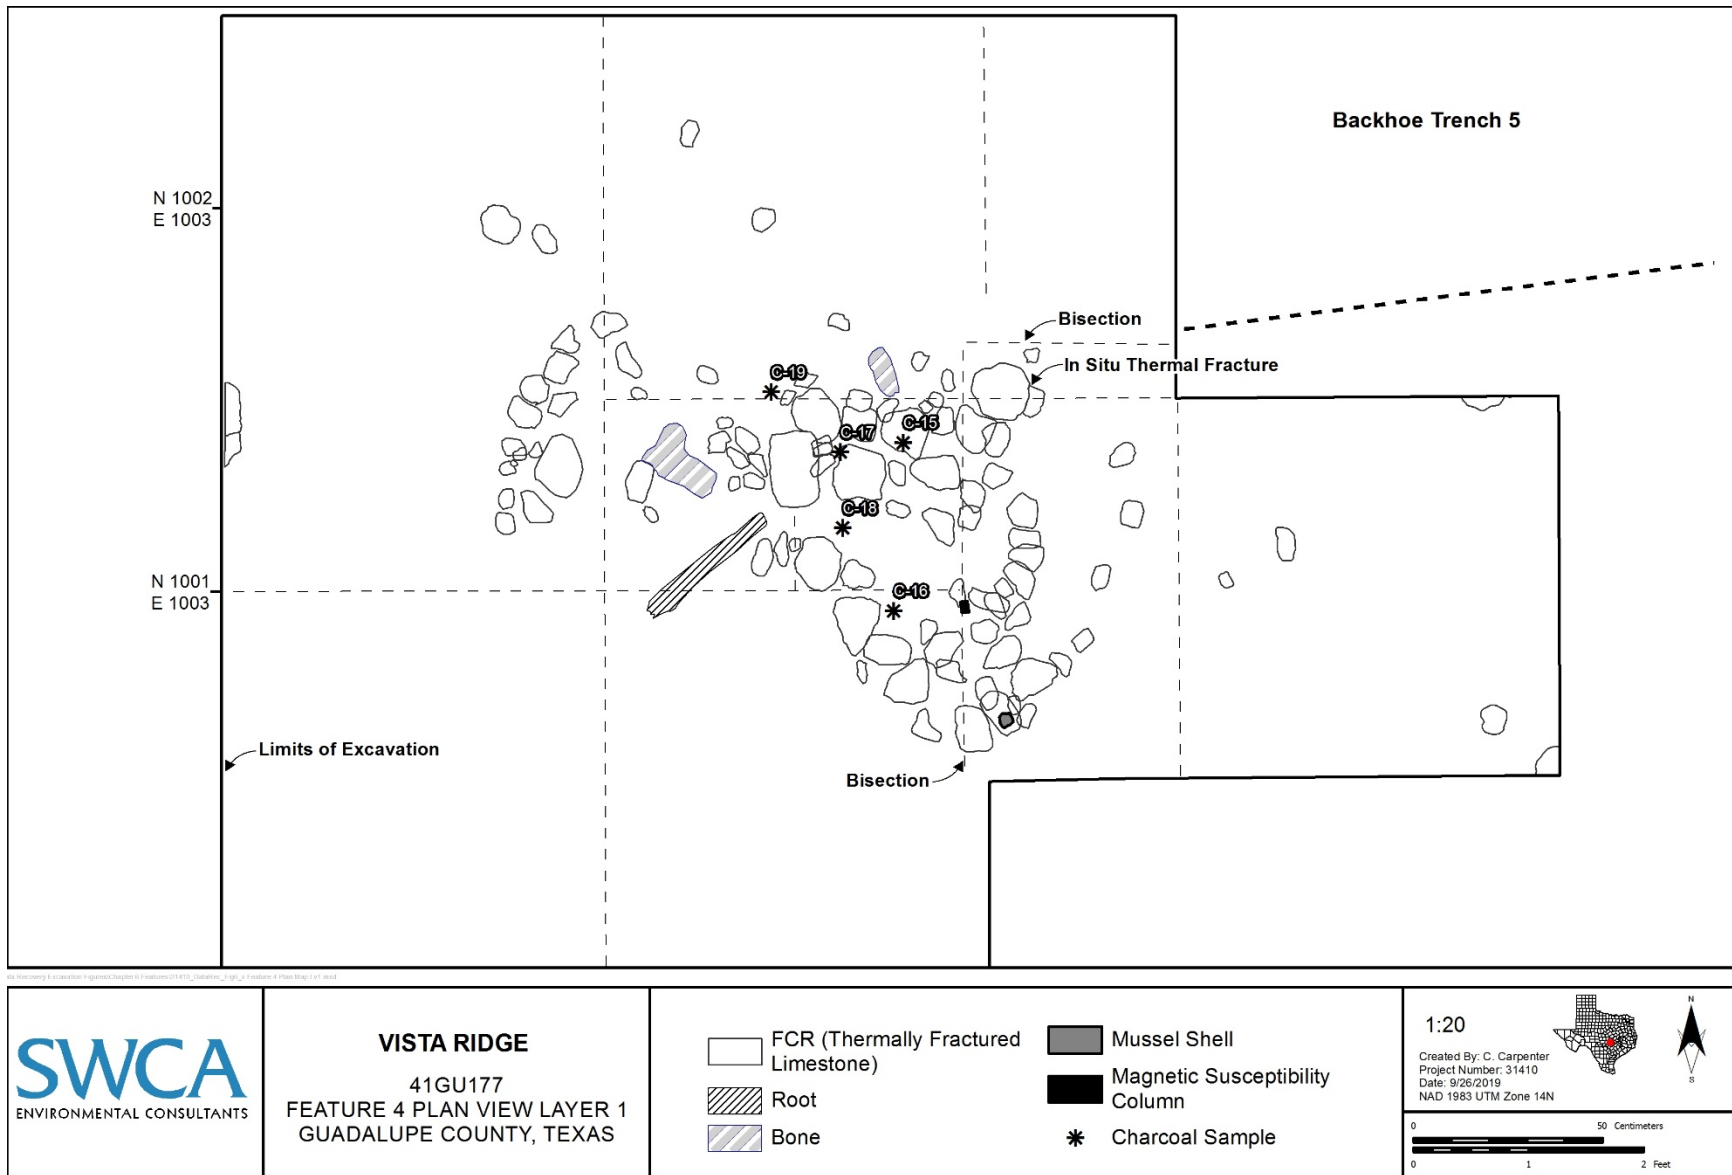 Backhoe Trench 5
N 1002
E 1003
Bisection
In Situ Thermal Fracture
C-19
C-15
C-17
C-18
N 1001
E 1003
C-16
Limits of Excavation
Bisection
SWCA
ENVIRONMENTAL CONSULTANTS
VISTA RIDGE
41GU177
FEATURE 4 PLAN VIEW LAYER 1
GUADALUPE COUNTY, TEXAS
FCR (Thermally Fractured
Limestone)
Root
Bone
Mussel Shell
Magnetic Susceptibility
Column
Charcoal Sample
1:20
Created By: C. Carpenter
Project Number: 31410
Date: 9/26/2019
NAD 1983 UTM Zone 14N
N
S
0 50 Centimeters
0 1 2 Feet